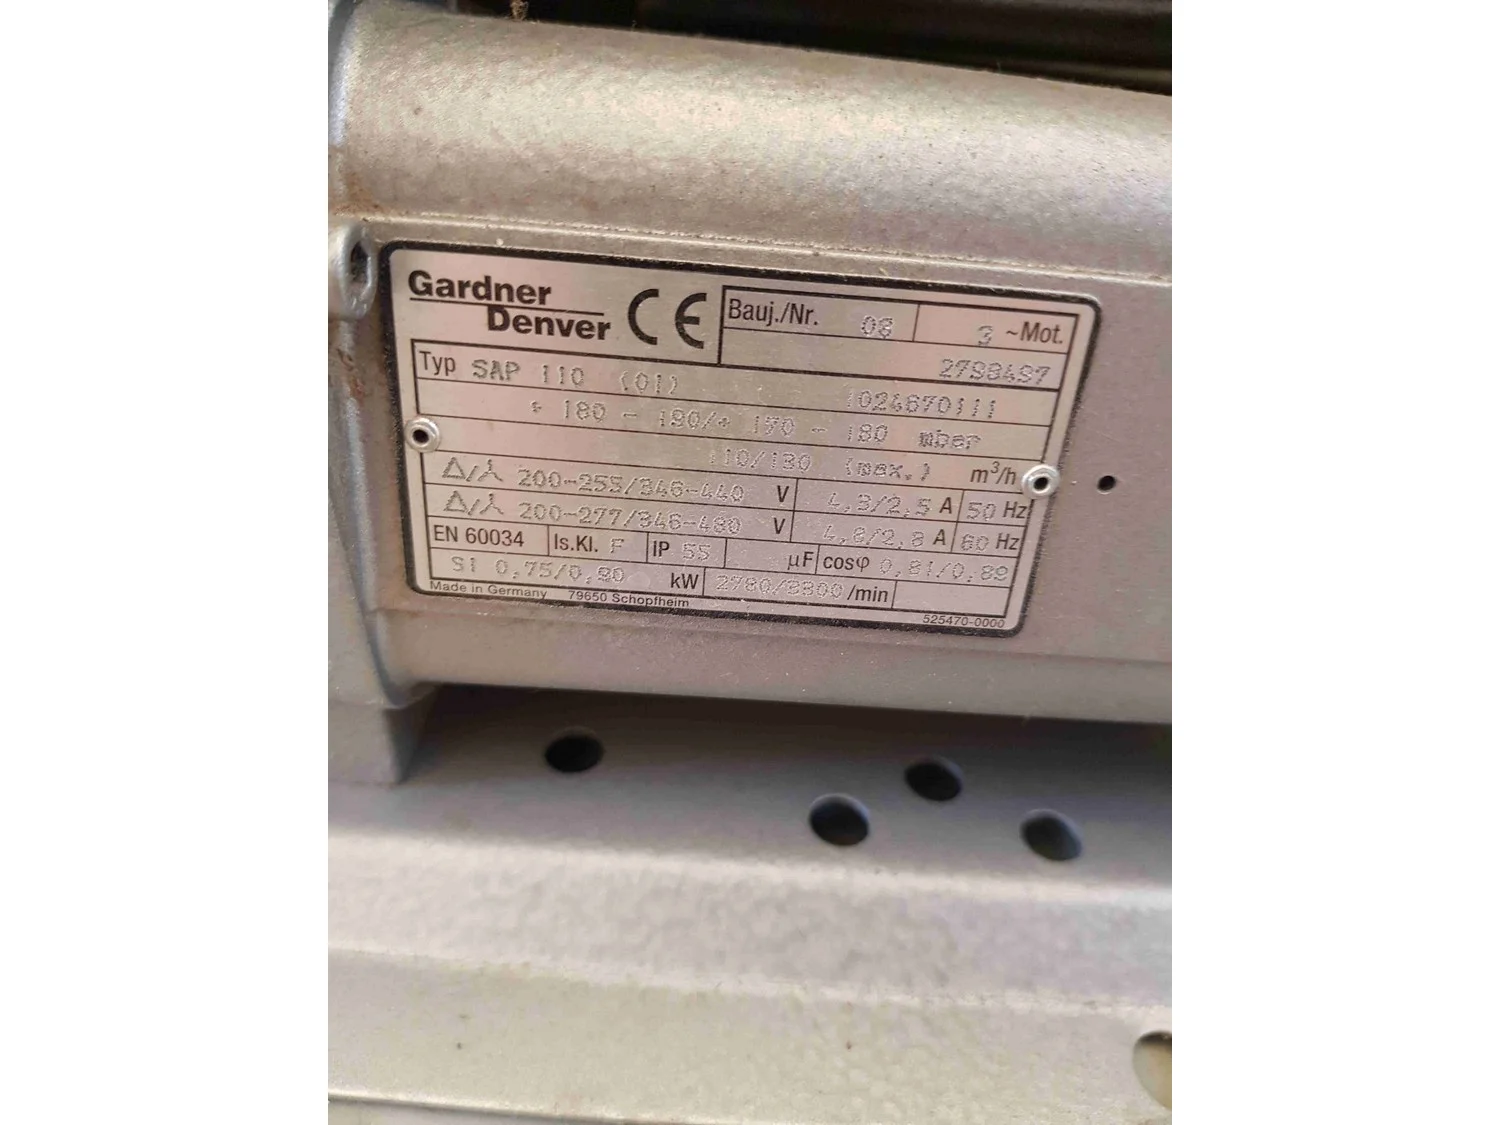 Gardner
Denver CE
Bauj./Nr. 08 3 ~Mot.
2798497
Typ SAP 110 (01) 1024670111
+ 180 - 190/+ 170 - 180 mbar
110/130 (max.) m³/h
Δ/⅄ 200-255/346-440 V 4,3/2,5 A 50 Hz
Δ/⅄ 200-277/346-480 V 4,8/2,8 A 60 Hz
EN 60034 Is.Kl. F IP 55 µF cosφ 0,81/0,89
S1 0,75/0,90 kW 2780/3300 /min
Made in Germany 79650 Schopfheim 525470-0000